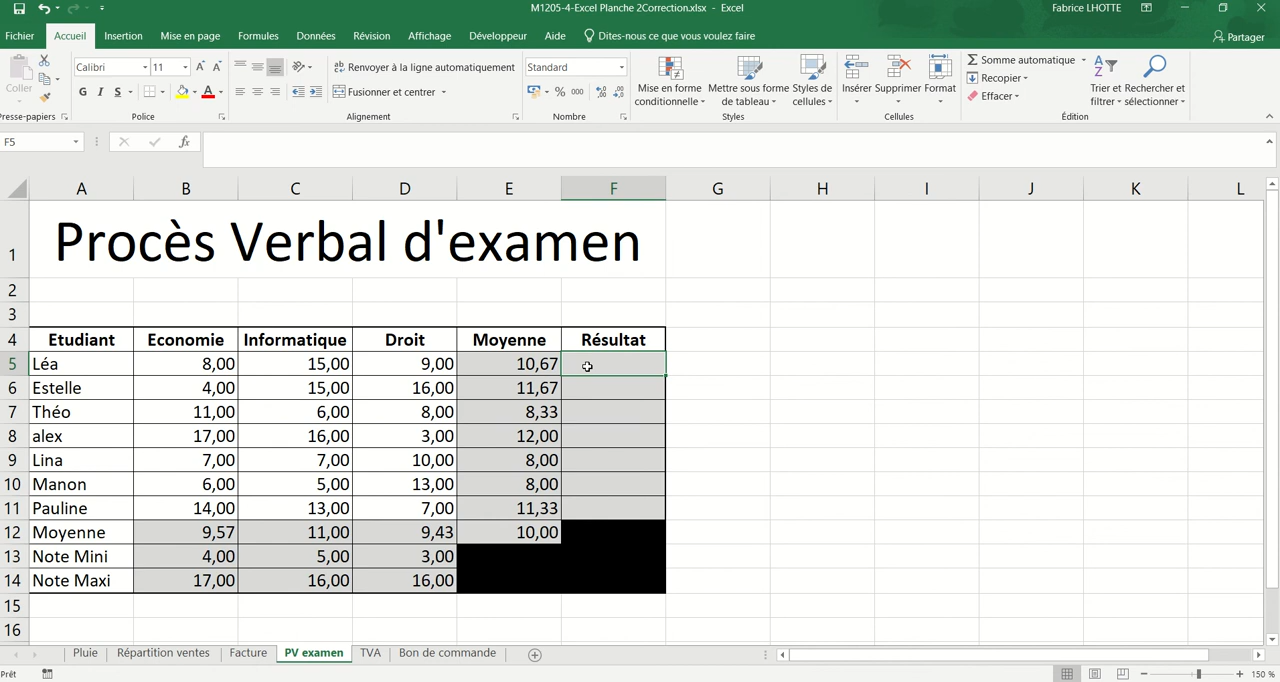 M1205-4-Excel Planche 2Correction.xlsx - Excel
Fabrice LHOTTE
Fichier Accueil Insertion Mise en page Formules Données Révision Affichage Aide Développeur Dites-nous ce que vous voulez faire Partager
Coller
Calibri 11
Renvoyer à la ligne automatiquement
Standard
Mise en forme conditionnelle
Mettre sous forme de tableau
Styles de cellules
Insérer Supprimer Format
Somme automatique
Recopier
Effacer
Trier et filtrer
Rechercher et sélectionner
G I S
Fusionner et centrer
% 000
Presse-papiers Police Alignement Nombre Styles Cellules Édition
F5 fx
A B C D E F G H I J K L
1 Procès Verbal d'examen
2
3
4 Etudiant Economie Informatique Droit Moyenne Résultat
5 Léa 8,00 15,00 9,00 10,67
6 Estelle 4,00 15,00 16,00 11,67
7 Théo 11,00 6,00 8,00 8,33
8 alex 17,00 16,00 3,00 12,00
9 Lina 7,00 7,00 10,00 8,00
10 Manon 6,00 5,00 13,00 8,00
11 Pauline 14,00 13,00 7,00 11,33
12 Moyenne 9,57 11,00 9,43 10,00
13 Note Mini 4,00 5,00 3,00
14 Note Maxi 17,00 16,00 16,00
15
16
Pluie Répartition ventes Facture PV examen TVA Bon de commande
Prêt
150 %